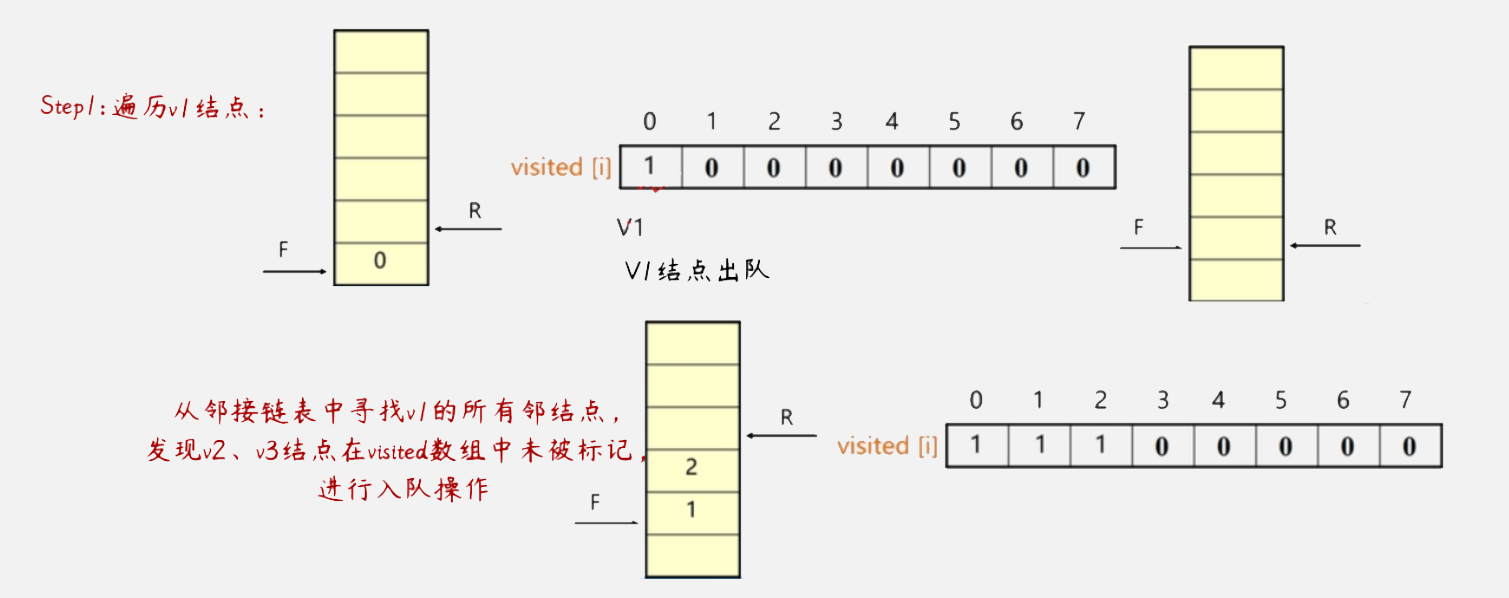 Step1:遍历v1结点：
F
0
R
0 1 2 3 4 5 6 7
visited [i] 1 0 0 0 0 0 0 0
V1
V1结点出队
F
R
从邻接链表中寻找v1的所有邻结点，
发现v2、v3结点在visited数组中未被标记，
进行入队操作
F
2
1
R
0 1 2 3 4 5 6 7
visited [i] 1 1 1 0 0 0 0 0